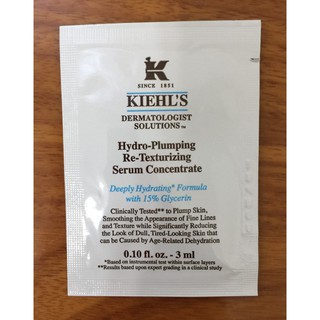 K
SINCE 1851
KIEHL'S
DERMATOLOGIST
SOLUTIONS™
Hydro-Plumping
Re-Texturizing
Serum Concentrate
Deeply Hydrating* Formula
with 15% Glycerin
Clinically Tested** to Plump Skin,
Smoothing the Appearance of Fine Lines
and Texture while Significantly Reducing
the Look of Dull, Tired-Looking Skin that
can be Caused by Age-Related Dehydration
0.10 fl. oz. - 3 ml
*Based on instrumental test within surface layers
**Results based upon expert grading in a clinical study